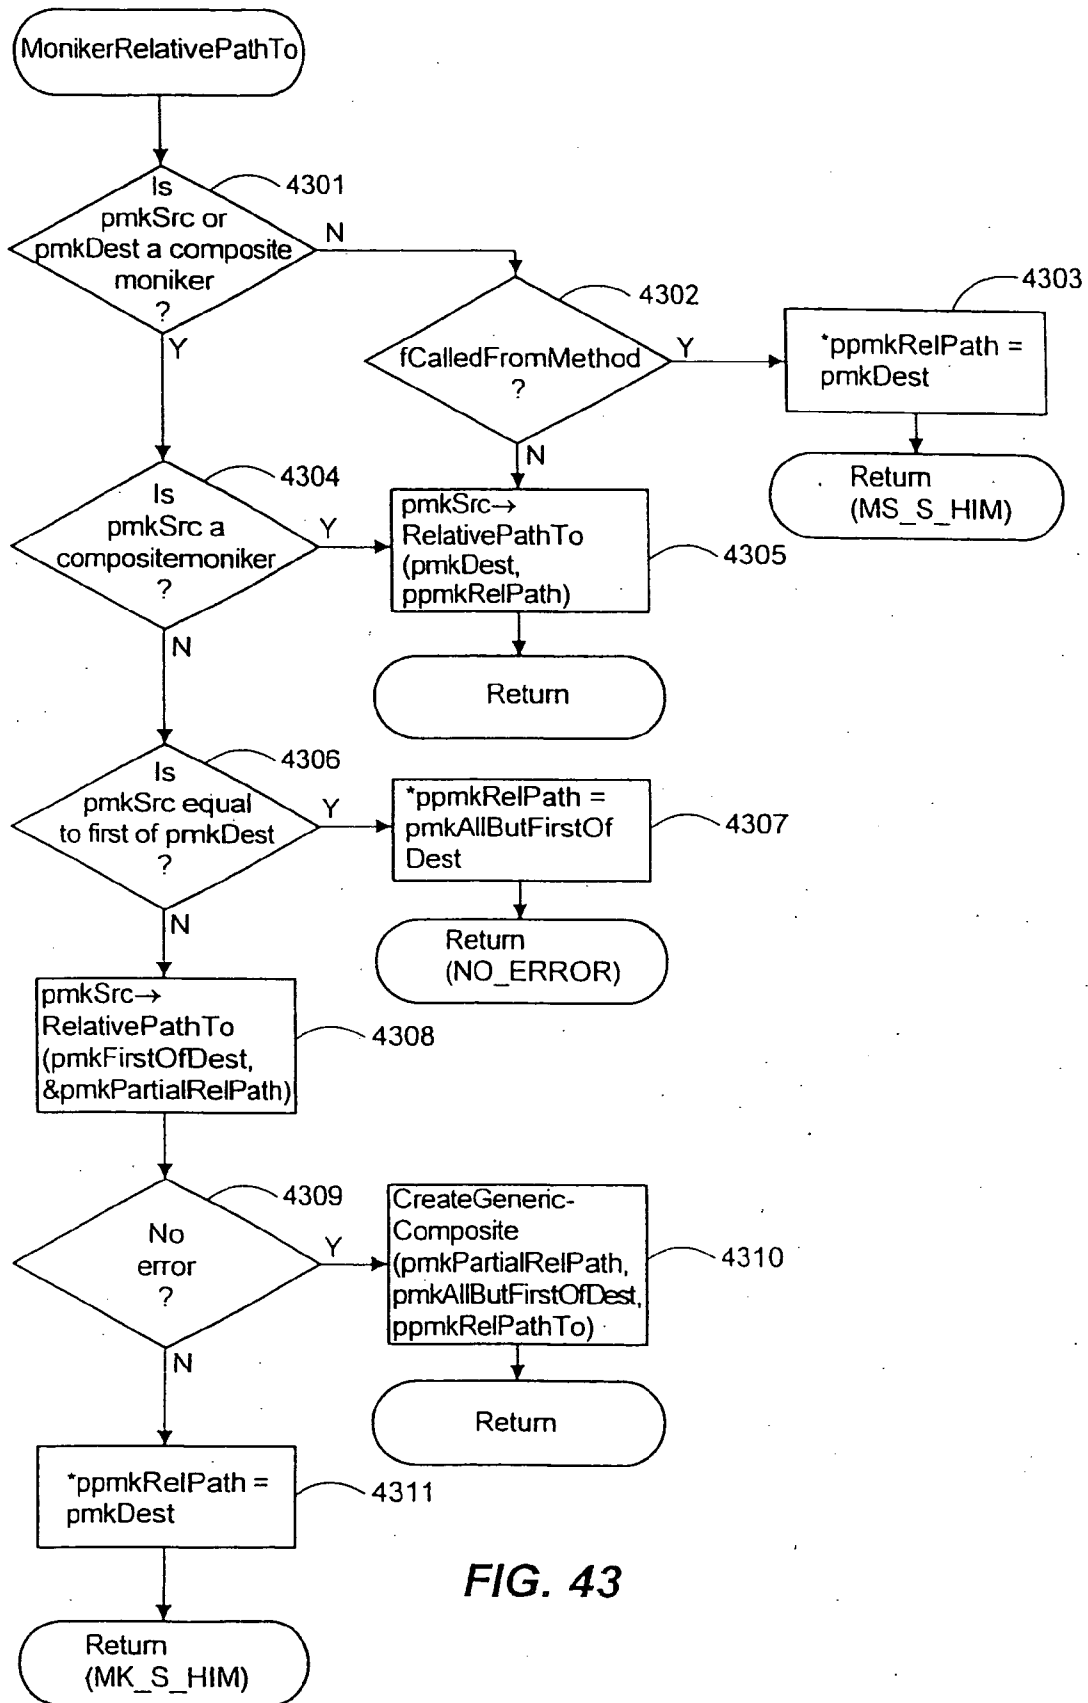 MonikerRelativePathTo
4301
Is
pmkSrc or
pmkDest a composite
moniker
?
N
Y
4302
fCalledFromMethod
?
Y
N
4303
*ppmkRelPath =
pmkDest
Return
(MS_S_HIM)
4304
Is
pmkSrc a
compositemoniker
?
Y
N
pmkSrc→
RelativePathTo
(pmkDest,
ppmkRelPath)
4305
Return
4306
Is
pmkSrc equal
to first of pmkDest
?
Y
N
*ppmkRelPath =
pmkAllButFirstOf
Dest
4307
Return
(NO_ERROR)
pmkSrc→
RelativePathTo
(pmkFirstOfDest,
&pmkPartialRelPath)
4308
4309
No
error
?
Y
N
CreateGeneric-
Composite
(pmkPartialRelPath,
pmkAllButFirstOfDest,
ppmkRelPathTo)
4310
Return
*ppmkRelPath =
pmkDest
4311
Return
(MK_S_HIM)
FIG. 43